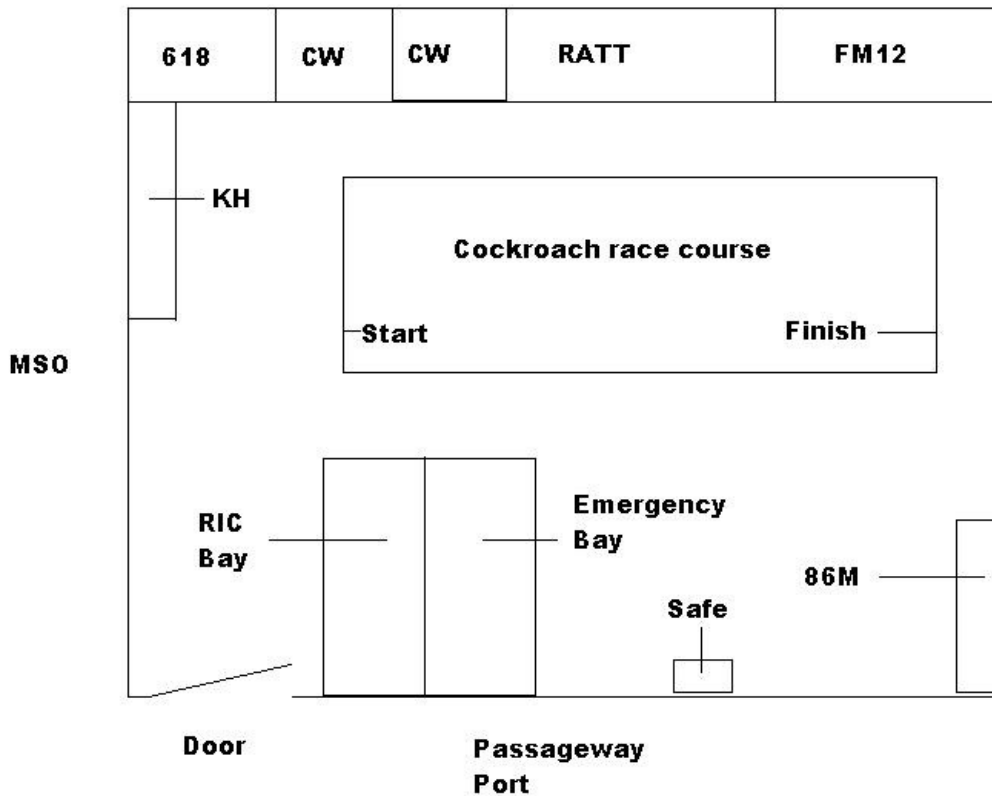 618
CW
CW
RATT
FM12
KH
Cockroach race course
Start
Finish
MSO
RIC
Bay
Emergency
Bay
86M
Safe
Door
Passageway
Port